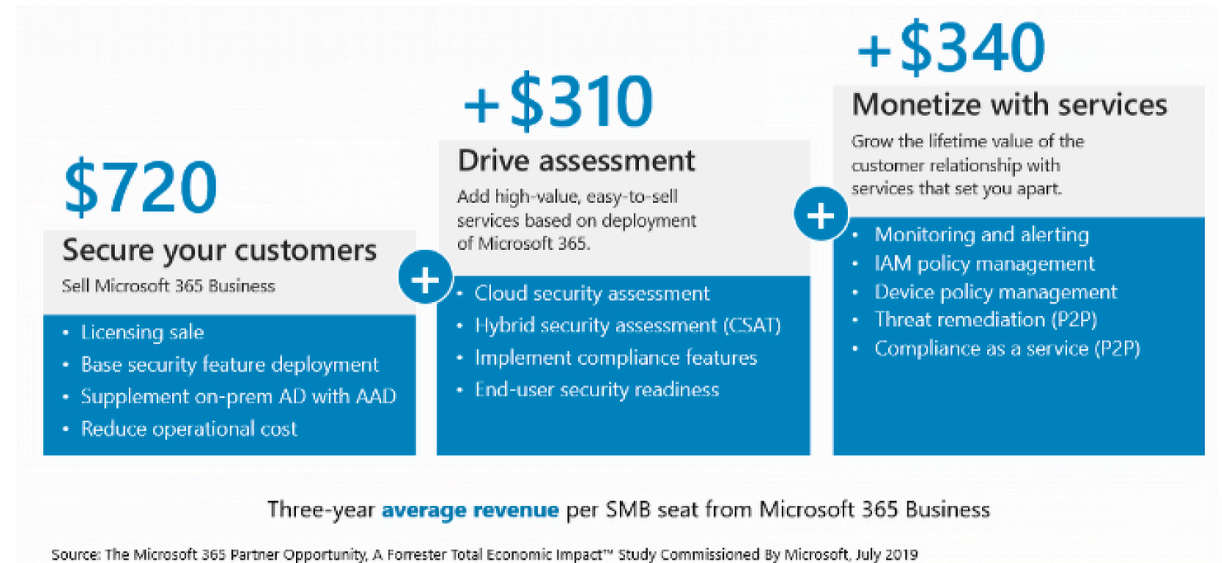 $720
Secure your customers
Sell Microsoft 365 Business
• Licensing sale
• Base security feature deployment
• Supplement on-prem AD with AAD
• Reduce operational cost
+
+$310
Drive assessment
Add high-value, easy-to-sell
services based on deployment
of Microsoft 365.
• Cloud security assessment
• Hybrid security assessment (CSAT)
• Implement compliance features
• End-user security readiness
+
+$340
Monetize with services
Grow the lifetime value of the
customer relationship with
services that set you apart.
• Monitoring and alerting
• IAM policy management
• Device policy management
• Threat remediation (P2P)
• Compliance as a service (P2P)
Three-year average revenue per SMB seat from Microsoft 365 Business
Source: The Microsoft 365 Partner Opportunity, A Forrester Total Economic Impact™ Study Commissioned By Microsoft, July 2019